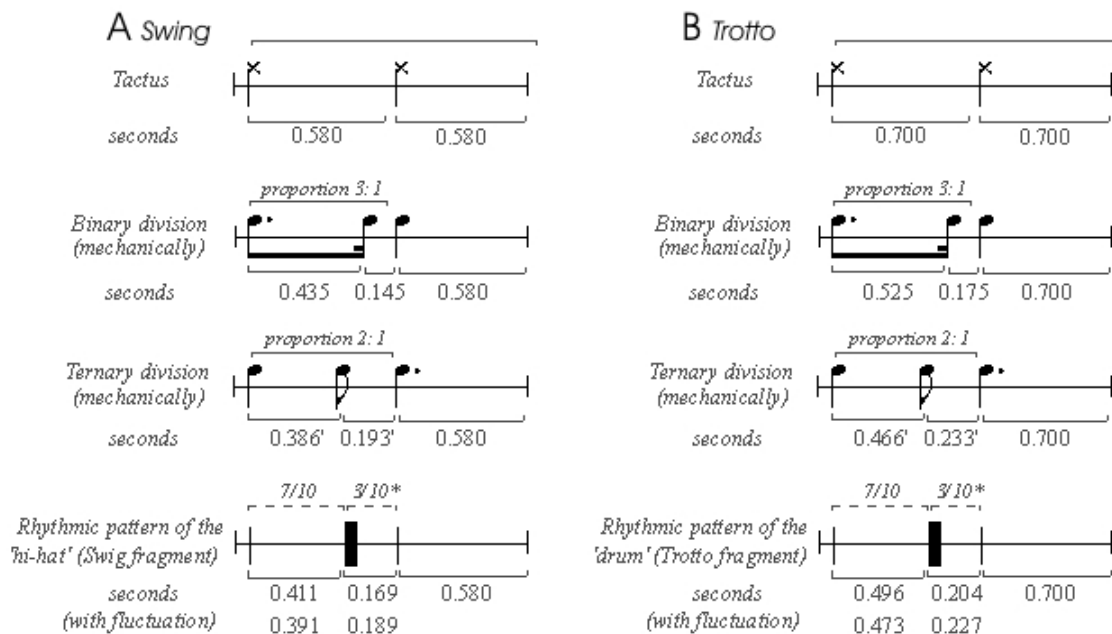 A Swing
Tactus
seconds 0.580 0.580
proportion 3: 1
Binary division
(mechanically)
seconds 0.435 0.145 0.580
proportion 2: 1
Ternary division
(mechanically)
seconds 0.386' 0.193' 0.580
7/10 3/10*
Rhythmic pattern of the
'hi-hat' (Swig fragment)
seconds 0.411 0.169 0.580
(with fluctuation) 0.391 0.189
B Trotto
Tactus
seconds 0.700 0.700
proportion 3: 1
Binary division
(mechanically)
seconds 0.525 0.175 0.700
proportion 2: 1
Ternary division
(mechanically)
seconds 0.466' 0.233' 0.700
7/10 3/10*
Rhythmic pattern of the
'drum' (Trotto fragment)
seconds 0.496 0.204 0.700
(with fluctuation) 0.473 0.227